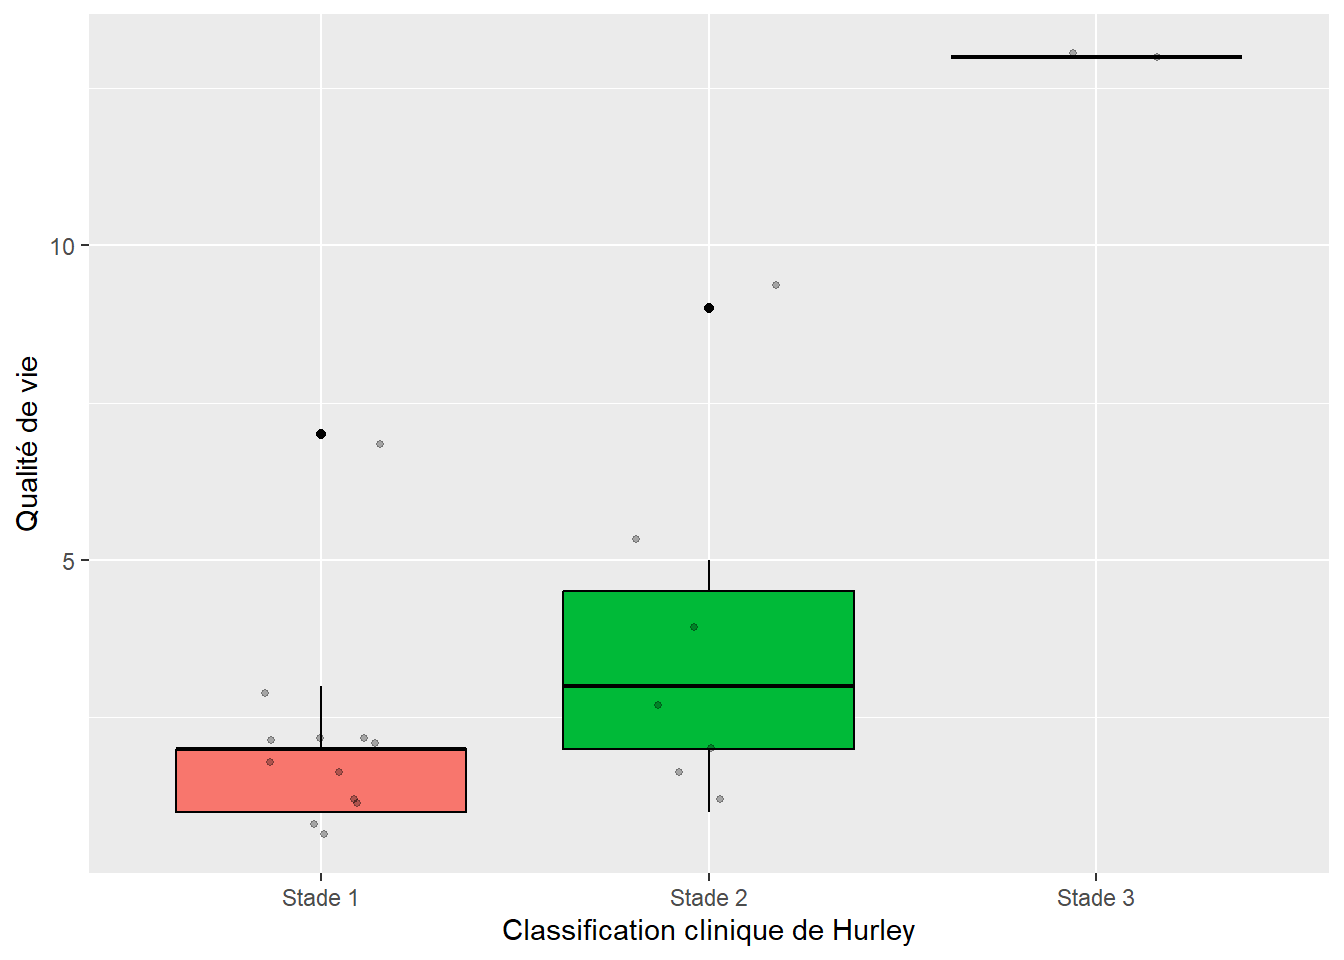 Qualité de vie
10
5
Stade 1
Stade 2
Stade 3
Classification clinique de Hurley